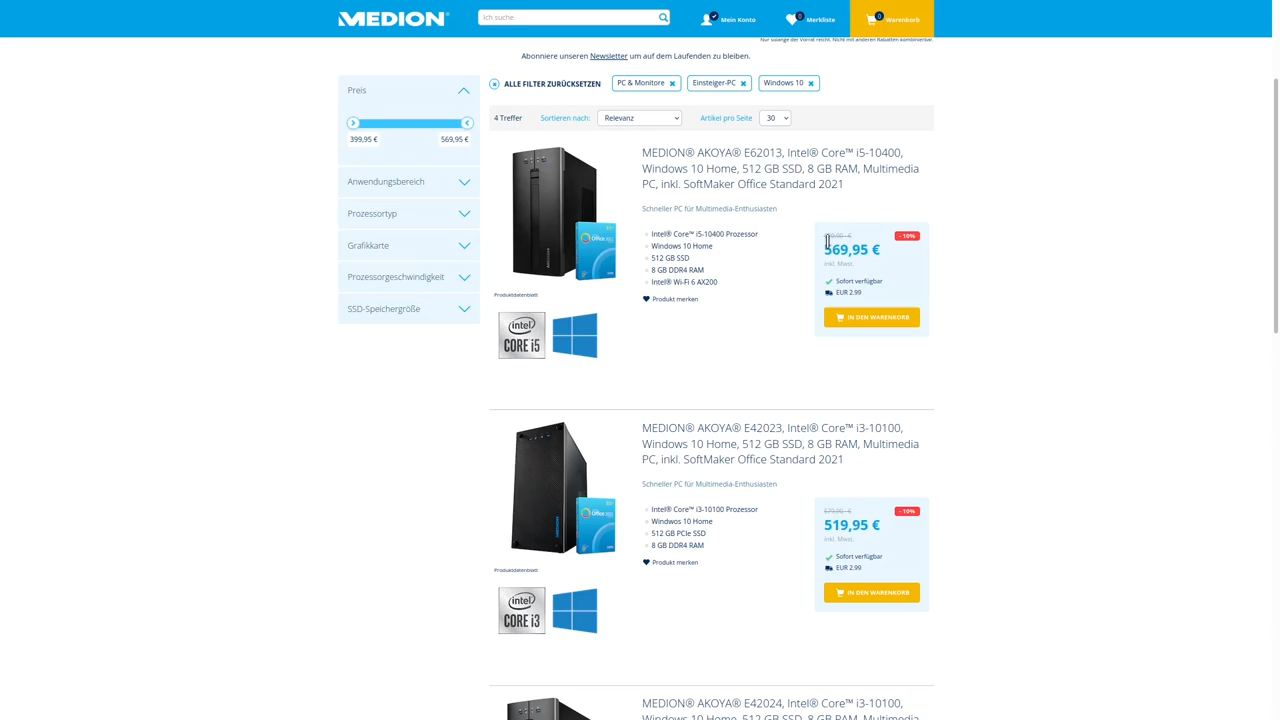 MEDION®
Ich suche
Mein Konto
0
Merkliste
0
Warenkorb
Nur solange der Vorrat reicht. Nicht mit anderen Rabatten kombinierbar.
Abonniere unseren Newsletter um auf dem Laufenden zu bleiben.
ALLE FILTER ZURÜCKSETZEN
PC & Monitore
Einsteiger-PC
Windows 10
Preis
399,95 €
569,95 €
Anwendungsbereich
Prozessortyp
Grafikkarte
Prozessorgeschwindigkeit
SSD-Speichergröße
4 Treffer
Sortieren nach:
Relevanz
Artikel pro Seite
30
MEDION® AKOYA® E62013, Intel® Core™ i5-10400,
Windows 10 Home, 512 GB SSD, 8 GB RAM, Multimedia
PC, inkl. SoftMaker Office Standard 2021
Schneller PC für Multimedia-Enthusiasten
Intel® Core™ i5-10400 Prozessor
Windows 10 Home
512 GB SSD
8 GB DDR4 RAM
Intel® Wi-Fi 6 AX200
Produkt merken
- 10%
569,95 €
inkl. Mwst.
Sofort verfügbar
EUR 2.99
IN DEN WARENKORB
MEDION
Office
Produktdatenblatt
intel
CORE i5
MEDION® AKOYA® E42023, Intel® Core™ i3-10100,
Windows 10 Home, 512 GB SSD, 8 GB RAM, Multimedia
PC, inkl. SoftMaker Office Standard 2021
Schneller PC für Multimedia-Enthusiasten
Intel® Core™ i3-10100 Prozessor
Windwos 10 Home
512 GB PCIe SSD
8 GB DDR4 RAM
Produkt merken
579,90 €
- 10%
519,95 €
inkl. Mwst.
Sofort verfügbar
EUR 2.99
IN DEN WARENKORB
MEDION
Office
Produktdatenblatt
intel
CORE i3
MEDION® AKOYA® E42024, Intel® Core™ i3-10100,
Windows 10 Home, 512 GB SSD, 8 GB RAM, Multimedia